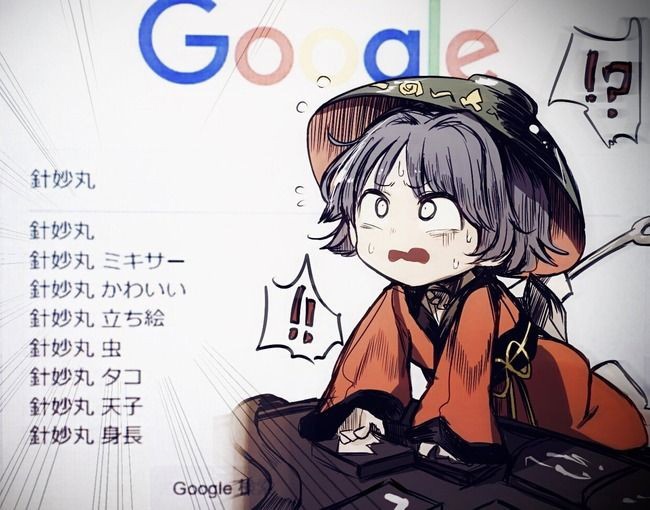 Google
!?
針妙丸
針妙丸
針妙丸 ミキサー
針妙丸 かわいい
針妙丸 立ち絵
針妙丸 虫
針妙丸 タコ
針妙丸 天子
針妙丸 身長
!!
Google